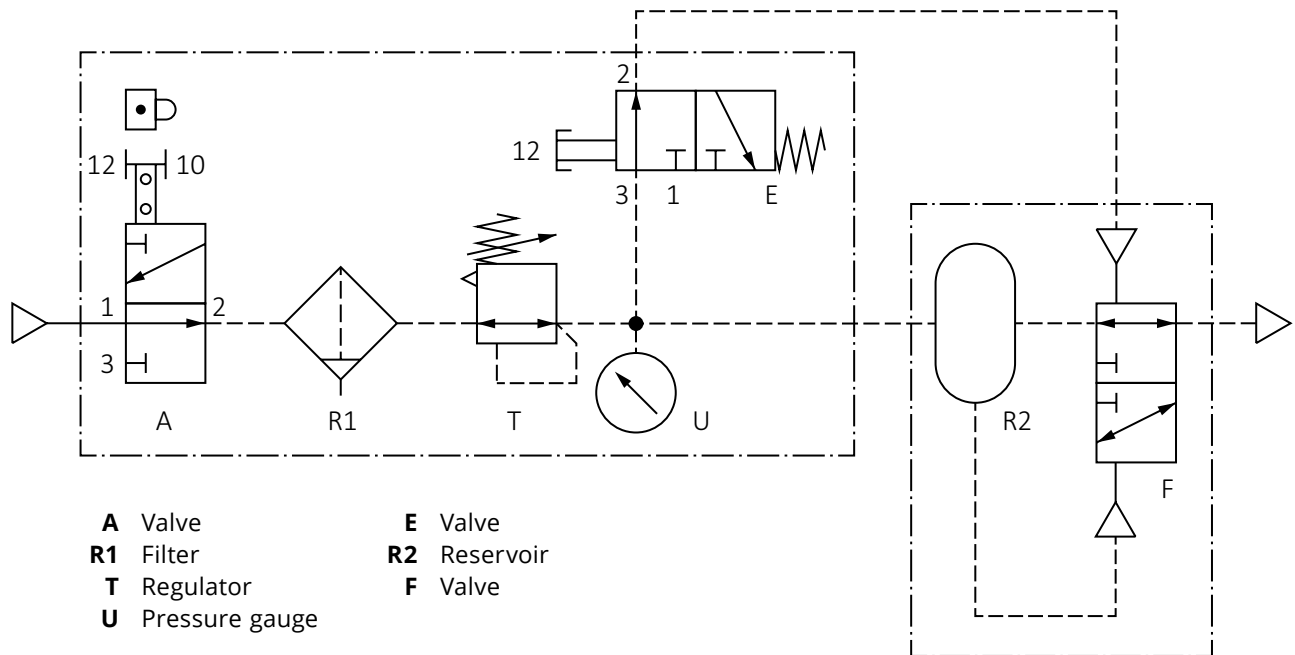 2
12 10
12
3 1 E
1 2
3
A R1 T U R2
F
A Valve
R1 Filter
T Regulator
U Pressure gauge
E Valve
R2 Reservoir
F Valve